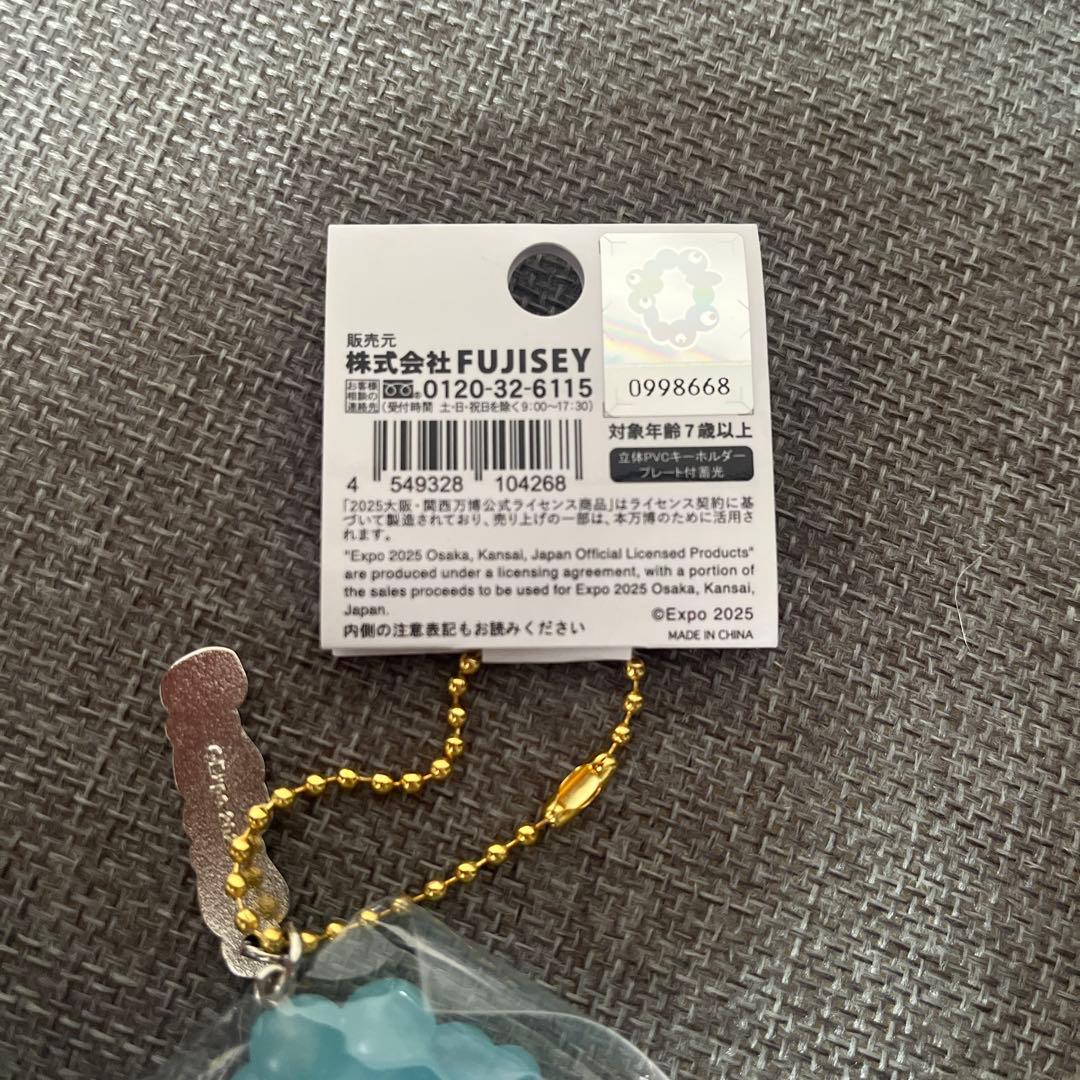 販売元
株式会社 FUJISEY
お客様
相談の
連絡先
0120-32-6115
(受付時間 土・日・祝日を除く9:00〜17:30)
4 549328 104268
0998668
対象年齢7歳以上
立体PVCキーホルダー
プレート付蓄光
「2025大阪・関西万博公式ライセンス商品」はライセンス契約に基
づいて製造されており、売り上げの一部は、本万博のために活用さ
れます。
"Expo 2025 Osaka, Kansai, Japan Official Licensed Products"
are produced under a licensing agreement, with a portion of
the sales proceeds to be used for Expo 2025 Osaka, Kansai,
Japan.
©Expo 2025
内側の注意表記もお読みください
MADE IN CHINA